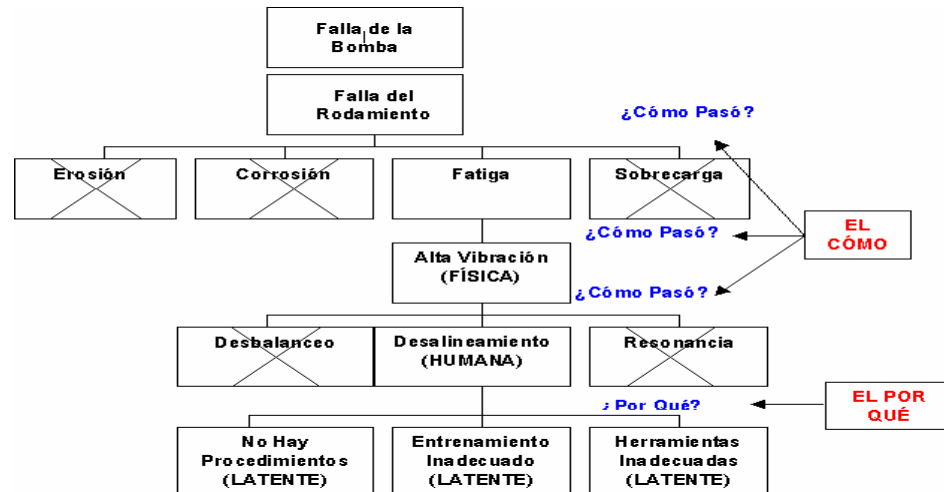 Falla de la
Bomba
Falla del
Rodamiento
¿Cómo Pasó?
Erosión
Corrosión
Fatiga
Sobrecarga
¿Cómo Pasó?
EL
CÓMO
Alta Vibración
(FÍSICA)
¿Cómo Pasó?
Desbalanceo
Desalineamiento
(HUMANA)
Resonancia
¿Por Qué?
EL POR
QUÉ
No Hay
Procedimientos
(LATENTE)
Entrenamiento
Inadecuado
(LATENTE)
Herramientas
Inadecuadas
(LATENTE)